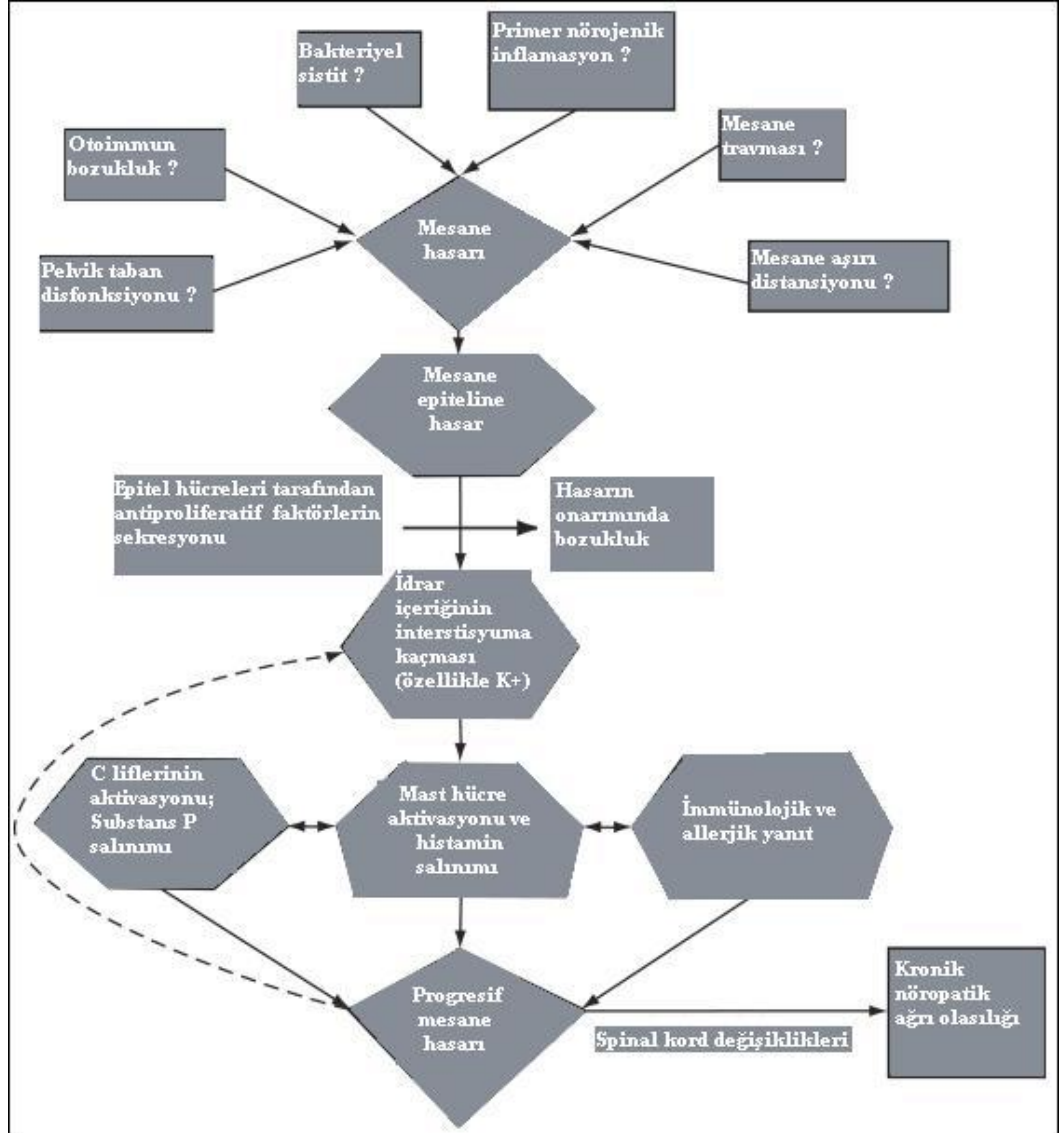 Primer nörojenik
inflamasyon ?
Bakteriyel
sistit ?
Mesane
travması ?
Otoimmun
bozukluk ?
Mesane
hasarı
Pelvik taban
disfonksiyonu ?
Mesane aşırı
distansiyonu ?
Mesane
epiteline
hasar
Epitel hücreleri tarafından
antiproliferatif faktörlerin
sekresyonu
Hasarın
onarımında
bozukluk
İdrar
içeriğinin
interstisyuma
kaçması
(özellikle K+)
C liflerinin
aktivasyonu;
Substans P
salınımı
Mast hücre
aktivasyonu ve
histamin
salınımı
İmmünolojik ve
allerjik yanıt
Progresif
mesane
hasarı
Spinal kord değişiklikleri
Kronik
nöropatik
ağrı olasılığı